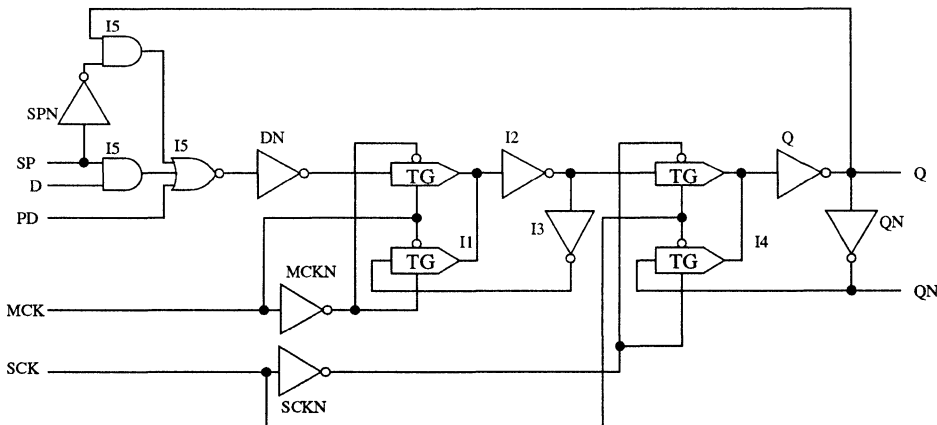 I5
SPN
SP
I5
I5
D
PD
DN
TG
I2
TG
Q
Q
I3
QN
I1
TG
I4
TG
MCKN
MCK
QN
SCK
SCKN